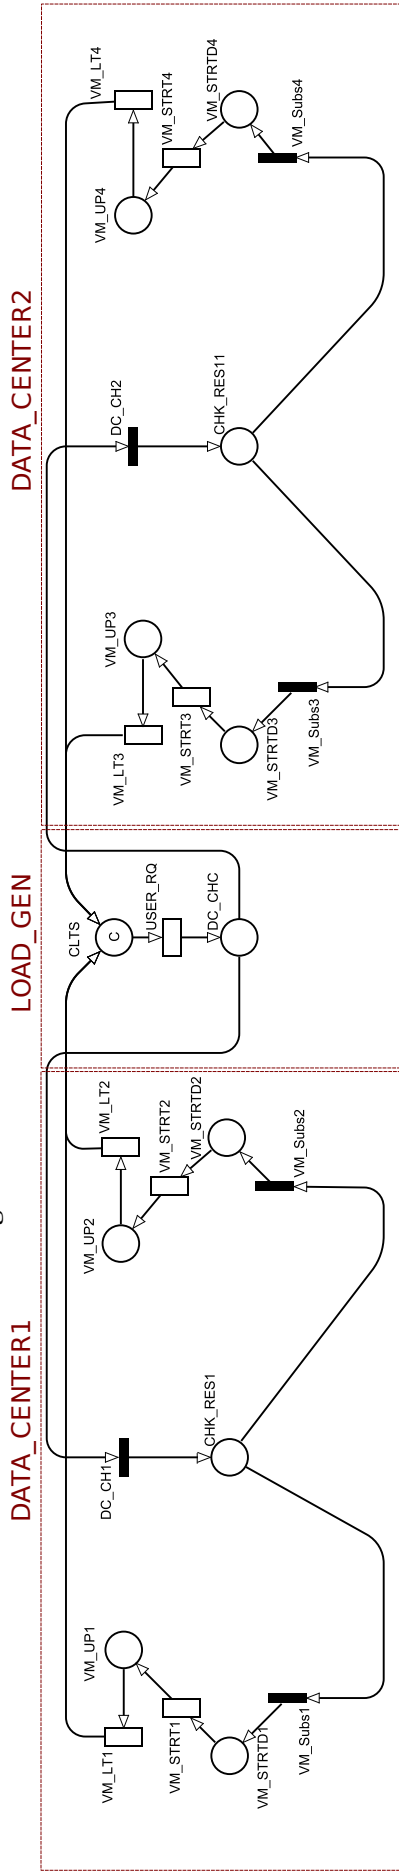 DATA_CENTER1
LOAD_GEN
DATA_CENTER2
VM_LT1
VM_UP1
VM_STRT1
VM_STRTD1
VM_Subs1
DC_CH1
CHK_RES1
VM_UP2
VM_LT2
VM_STRT2
VM_STRTD2
VM_Subs2
CLTS
C
USER_RQ
DC_CHC
VM_LT3
VM_UP3
VM_STRT3
VM_STRTD3
VM_Subs3
DC_CH2
CHK_RES11
VM_UP4
VM_LT4
VM_STRT4
VM_STRTD4
VM_Subs4